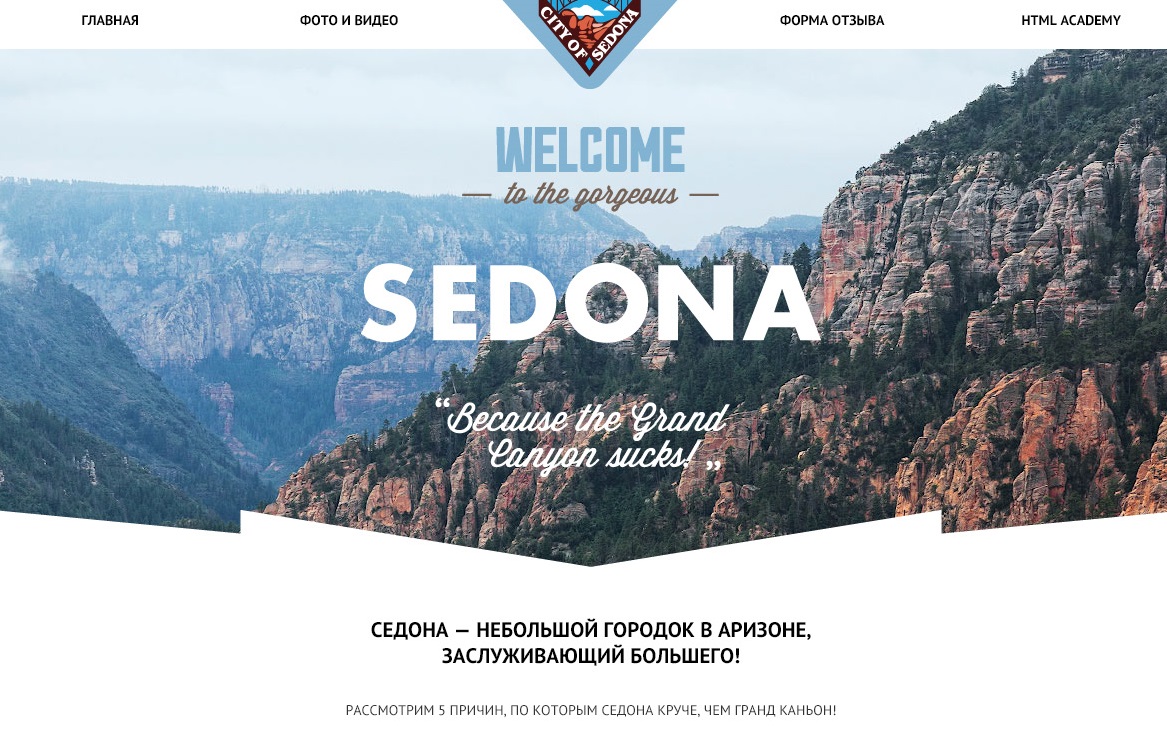 ГЛАВНАЯ
ФОТО И ВИДЕО
CITY OF SEDONA
ФОРМА ОТЗЫВА
HTML ACADEMY
WELCOME
to the gorgeous
SEDONA
“Because the Grand
Canyon sucks!„
СЕДОНА — НЕБОЛЬШОЙ ГОРОДОК В АРИЗОНЕ,
ЗАСЛУЖИВАЮЩИЙ БОЛЬШЕГО!
РАССМОТРИМ 5 ПРИЧИН, ПО КОТОРЫМ СЕДОНА КРУЧЕ, ЧЕМ ГРАНД КАНЬОН!